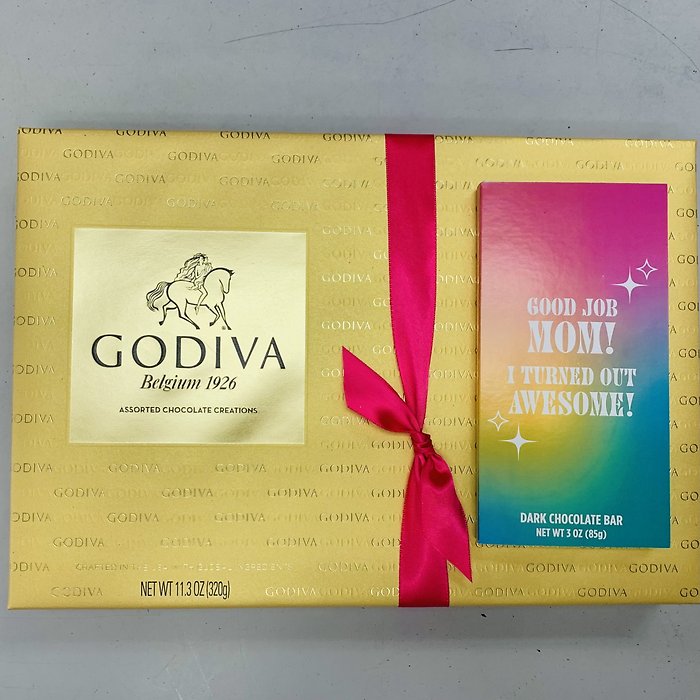 GODIVA
Belgium 1926
ASSORTED CHOCOLATE CREATIONS
NET WT 11.3 OZ (320g)
GOOD JOB
MOM!
I TURNED OUT
AWESOME!
DARK CHOCOLATE BAR
NET WT 3 OZ (85g)